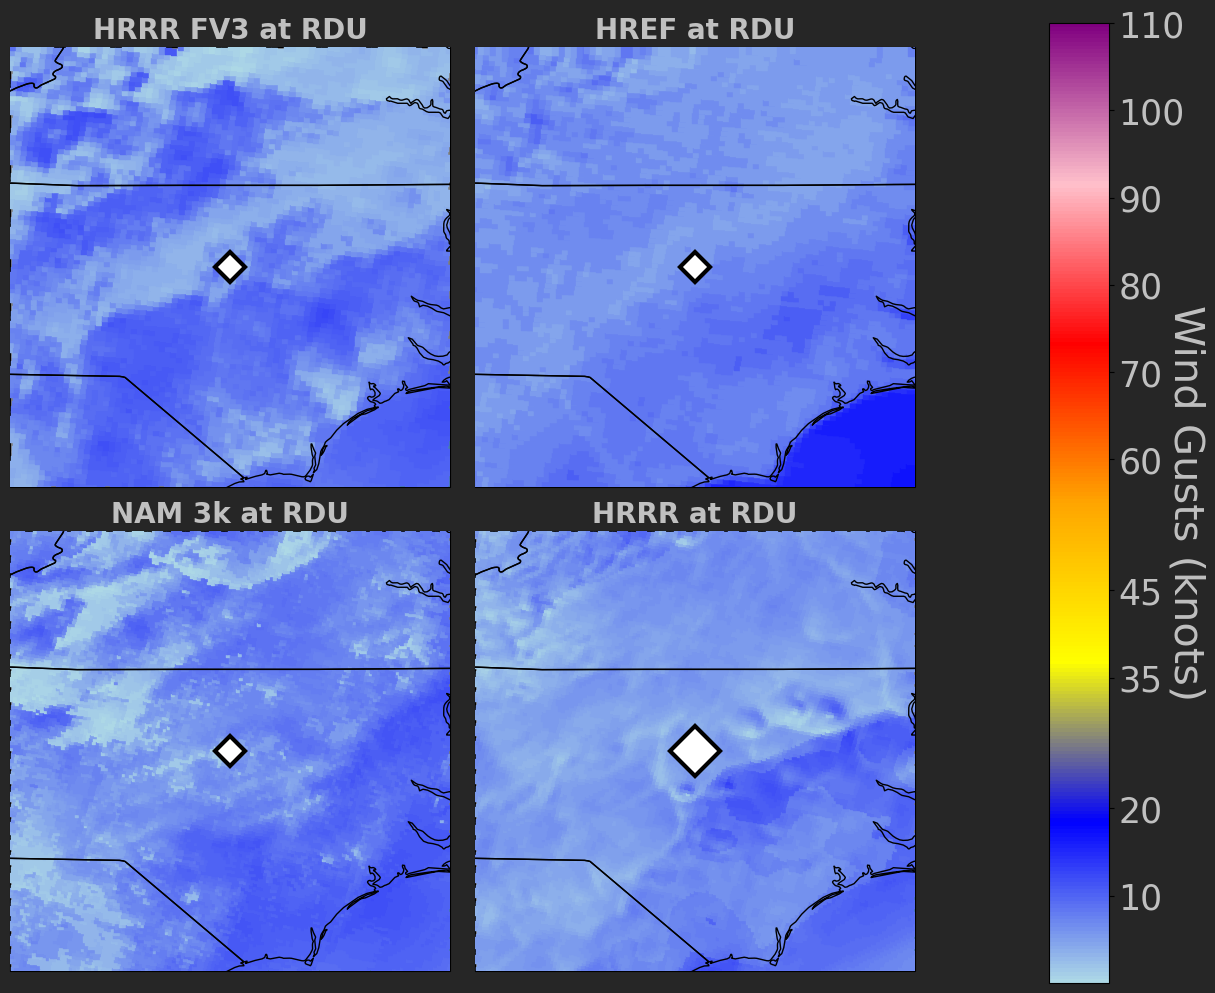 HRRR FV3 at RDU
HREF at RDU
NAM 3k at RDU
HRRR at RDU
110
100
90
80
70
60
45
35
20
10
Wind Gusts (knots)